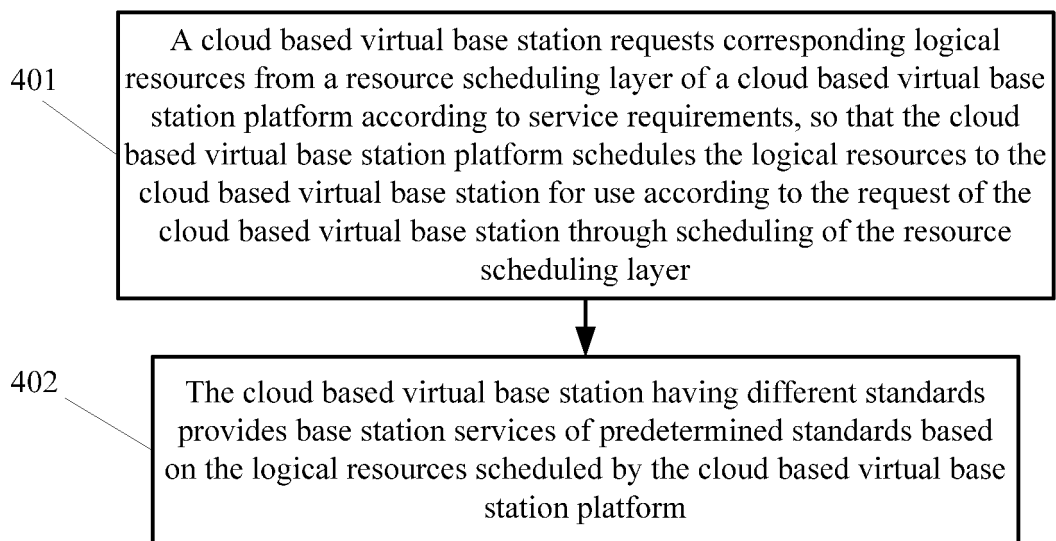 401
A cloud based virtual base station requests corresponding logical
resources from a resource scheduling layer of a cloud based virtual base
station platform according to service requirements, so that the cloud
based virtual base station platform schedules the logical resources to the
cloud based virtual base station for use according to the request of the
cloud based virtual base station through scheduling of the resource
scheduling layer
402
The cloud based virtual base station having different standards
provides base station services of predetermined standards based
on the logical resources scheduled by the cloud based virtual base
station platform